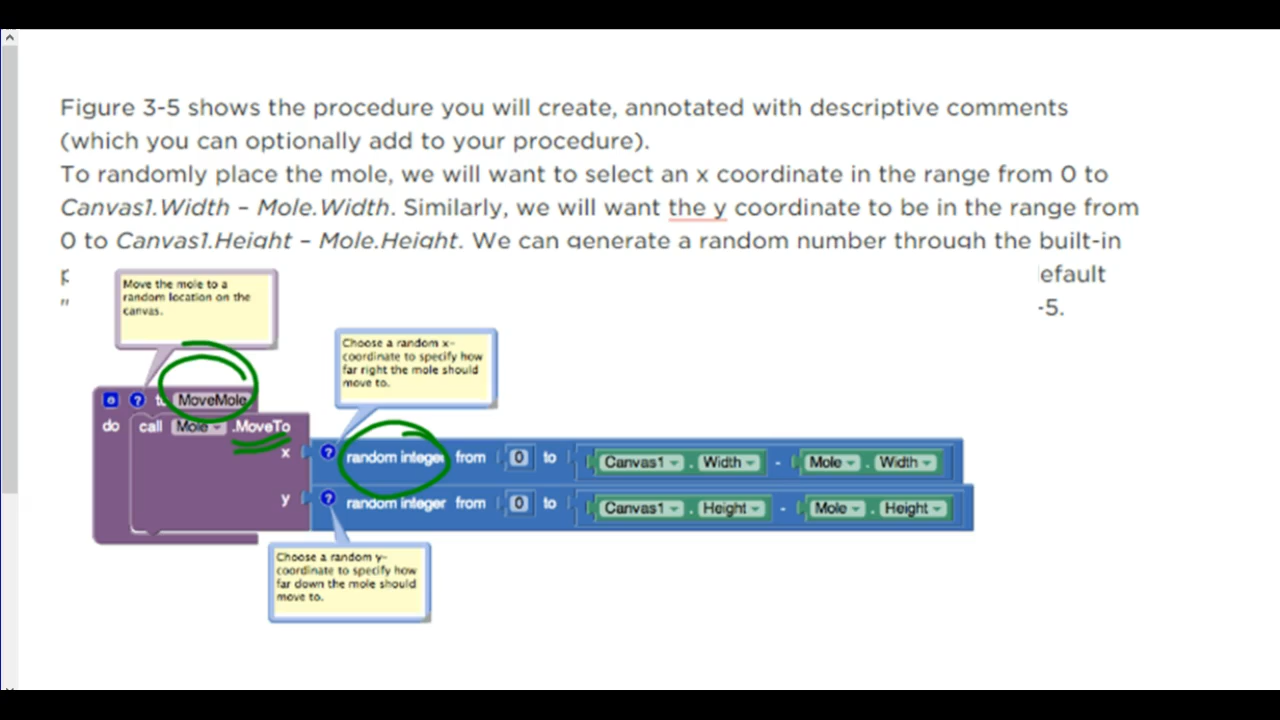 Figure 3-5 shows the procedure you will create, annotated with descriptive comments
(which you can optionally add to your procedure).
To randomly place the mole, we will want to select an x coordinate in the range from 0 to
Canvas1.Width – Mole.Width. Similarly, we will want the y coordinate to be in the range from
0 to Canvas1.Height – Mole.Height. We can generate a random number through the built-in
efault
-5.
Move the mole to a
random location on the
canvas.
Choose a random x-
coordinate to specify how
far right the mole should
move to.
MoveMole
do call Mole .MoveTo
x random integer from 0 to Canvas1 . Width - Mole . Width
y random integer from 0 to Canvas1 . Height - Mole . Height
Choose a random y-
coordinate to specify how
far down the mole should
move to.